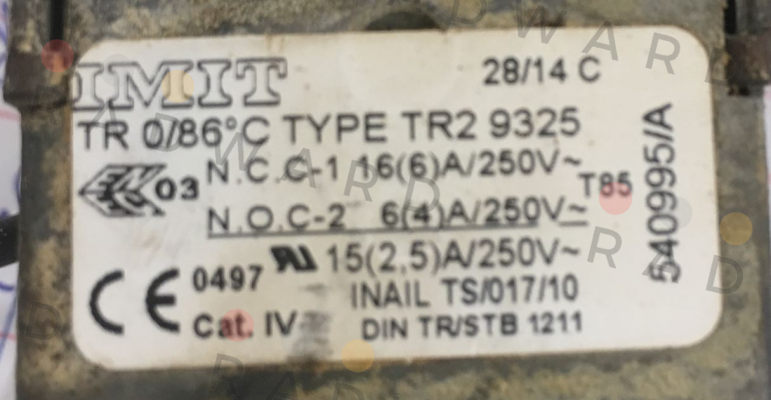 IMIT
28/14 C
TR 0/86°C TYPE TR2 9325
03
N.C.C-1 16(6)A/250V~
N.O.C-2 6(4)A/250V~
T85
15(2,5)A/250V~
0497
INAIL TS/017/10
CE
Cat. IV
DIN TR/STB 1211
540995/A